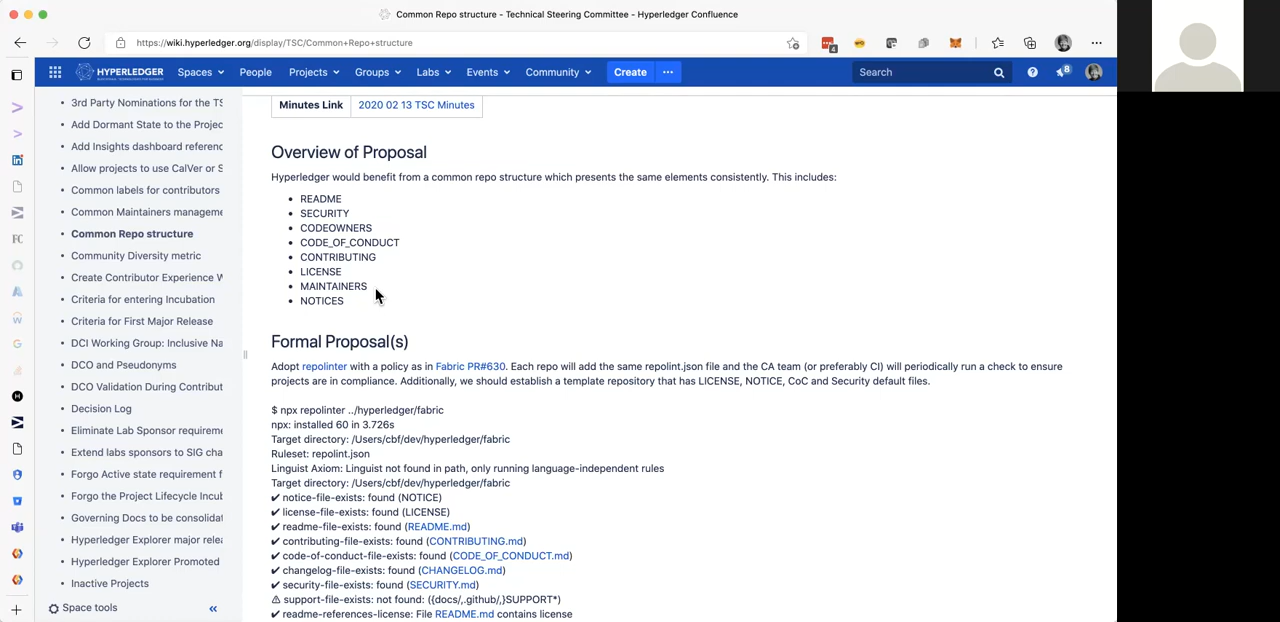 Common Repo structure - Technical Steering Committee - Hyperledger Confluence
https://wiki.hyperledger.org/display/TSC/Common+Repo+structure
4
HYPERLEDGER
Spaces
People
Projects
Groups
Labs
Events
Community
Create
Search
8
3rd Party Nominations for the TS
Add Dormant State to the Projec
Add Insights dashboard referenc
Allow projects to use CalVer or S
Common labels for contributors
Common Maintainers manageme
Common Repo structure
Community Diversity metric
Create Contributor Experience W
Criteria for entering Incubation
Criteria for First Major Release
DCI Working Group: Inclusive Na
DCO and Pseudonyms
DCO Validation During Contribut
Decision Log
Eliminate Lab Sponsor requireme
Extend labs sponsors to SIG cha
Forgo Active state requirement f
Forgo the Project Lifecycle Incub
Governing Docs to be consolidat
Hyperledger Explorer major relea
Hyperledger Explorer Promoted
Inactive Projects
Space tools
Minutes Link
2020 02 13 TSC Minutes
Overview of Proposal
Hyperledger would benefit from a common repo structure which presents the same elements consistently. This includes:
README
SECURITY
CODEOWNERS
CODE_OF_CONDUCT
CONTRIBUTING
LICENSE
MAINTAINERS
NOTICES
Formal Proposal(s)
Adopt repolinter with a policy as in Fabric PR#630. Each repo will add the same repolint.json file and the CA team (or preferably CI) will periodically run a check to ensure
projects are in compliance. Additionally, we should establish a template repository that has LICENSE, NOTICE, CoC and Security default files.
$ npx repolinter ../hyperledger/fabric
npx: installed 60 in 3.726s
Target directory: /Users/cbf/dev/hyperledger/fabric
Ruleset: repolint.json
Linguist Axiom: Linguist not found in path, only running language-independent rules
Target directory: /Users/cbf/dev/hyperledger/fabric
✔ notice-file-exists: found (NOTICE)
✔ license-file-exists: found (LICENSE)
✔ readme-file-exists: found (README.md)
✔ contributing-file-exists: found (CONTRIBUTING.md)
✔ code-of-conduct-file-exists: found (CODE_OF_CONDUCT.md)
✔ changelog-file-exists: found (CHANGELOG.md)
✔ security-file-exists: found (SECURITY.md)
⚠ support-file-exists: not found: ({docs/,.github/,}SUPPORT*)
✔ readme-references-license: File README.md contains license